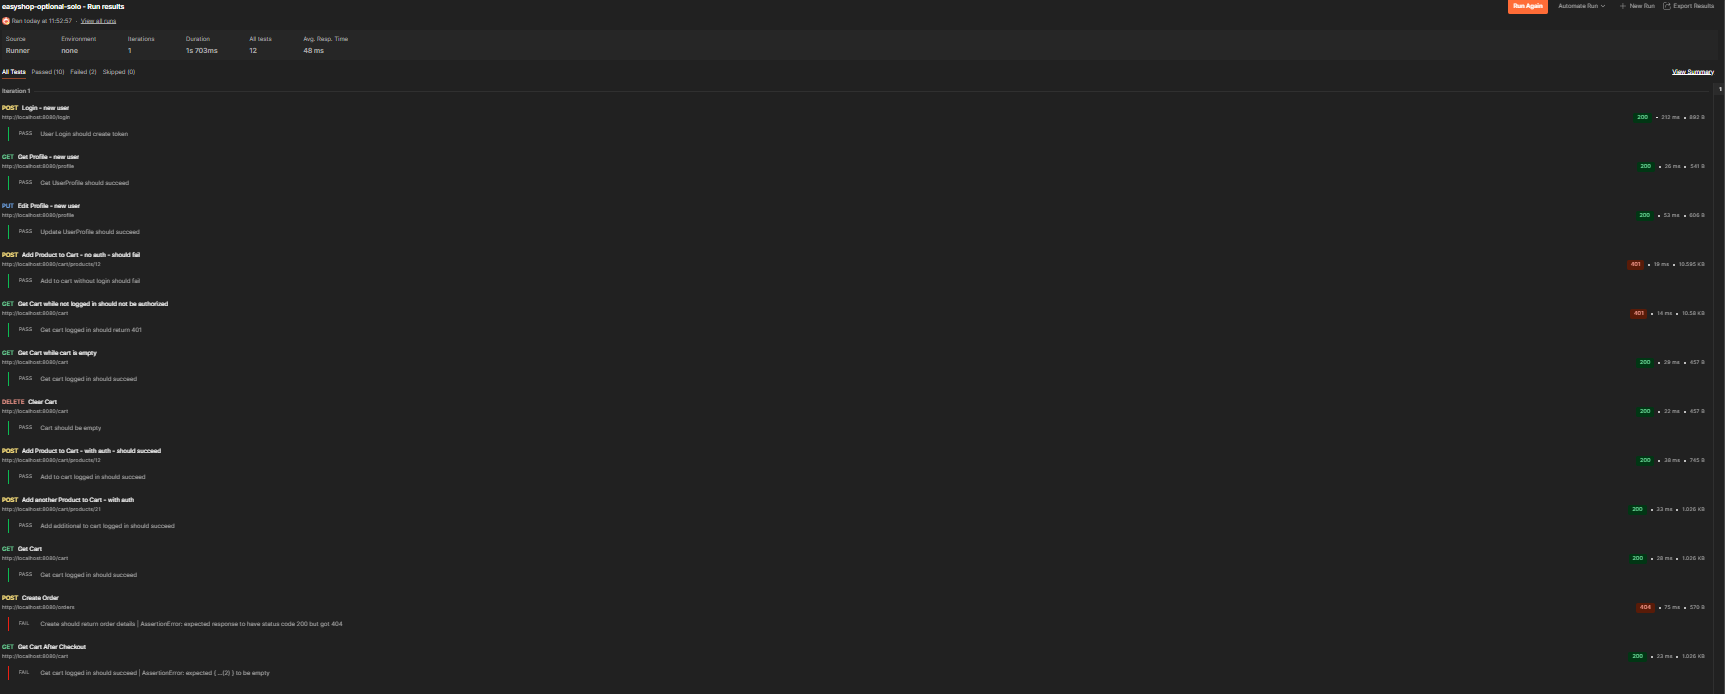 easyshop-optional-solo - Run results
Run Again Automate Run New Run Export Results
Ran today at 11:52:57 · View all runs
Source Environment Iterations Duration All tests Avg. Resp. Time
Runner none 1 1s 703ms 12 48 ms
All Tests Passed (10) Failed (2) Skipped (0) View Summary
Iteration 1
1
POST Login - new user
http://localhost:8080/login 200 • 212 ms • 882 B
PASS User Login should create token
GET Get Profile - new user
http://localhost:8080/profile 200 • 26 ms • 541 B
PASS Get UserProfile should succeed
PUT Edit Profile - new user
http://localhost:8080/profile 200 • 53 ms • 606 B
PASS Update UserProfile should succeed
POST Add Product to Cart - no auth - should fail
http://localhost:8080/cart/products/12 401 • 19 ms • 10.595 KB
PASS Add to cart without login should fail
GET Get Cart while not logged in should not be authorized
http://localhost:8080/cart 401 • 14 ms • 10.58 KB
PASS Get cart logged in should return 401
GET Get Cart while cart is empty
http://localhost:8080/cart 200 • 29 ms • 457 B
PASS Get cart logged in should succeed
DELETE Clear Cart
http://localhost:8080/cart 200 • 22 ms • 457 B
PASS Cart should be empty
POST Add Product to Cart - with auth - should succeed
http://localhost:8080/cart/products/12 200 • 38 ms • 745 B
PASS Add to cart logged in should succeed
POST Add another Product to Cart - with auth
http://localhost:8080/cart/products/21 200 • 33 ms • 1.026 KB
PASS Add additional to cart logged in should succeed
GET Get Cart
http://localhost:8080/cart 200 • 28 ms • 1.026 KB
PASS Get cart logged in should succeed
POST Create Order
http://localhost:8080/orders 404 • 75 ms • 570 B
FAIL Create should return order details | AssertionError: expected response to have status code 200 but got 404
GET Get Cart After Checkout
http://localhost:8080/cart 200 • 23 ms • 1.026 KB
FAIL Get cart logged in should succeed | AssertionError: expected { ...(2) } to be empty